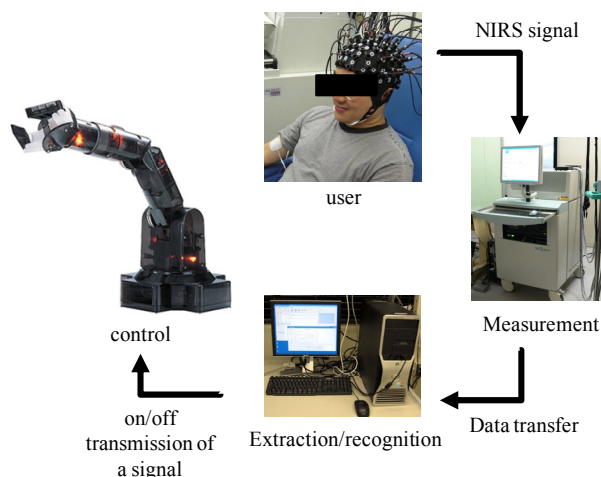 NIRS signal
user
Measurement
control
Data transfer
Extraction/recognition
on/off
transmission of
a signal